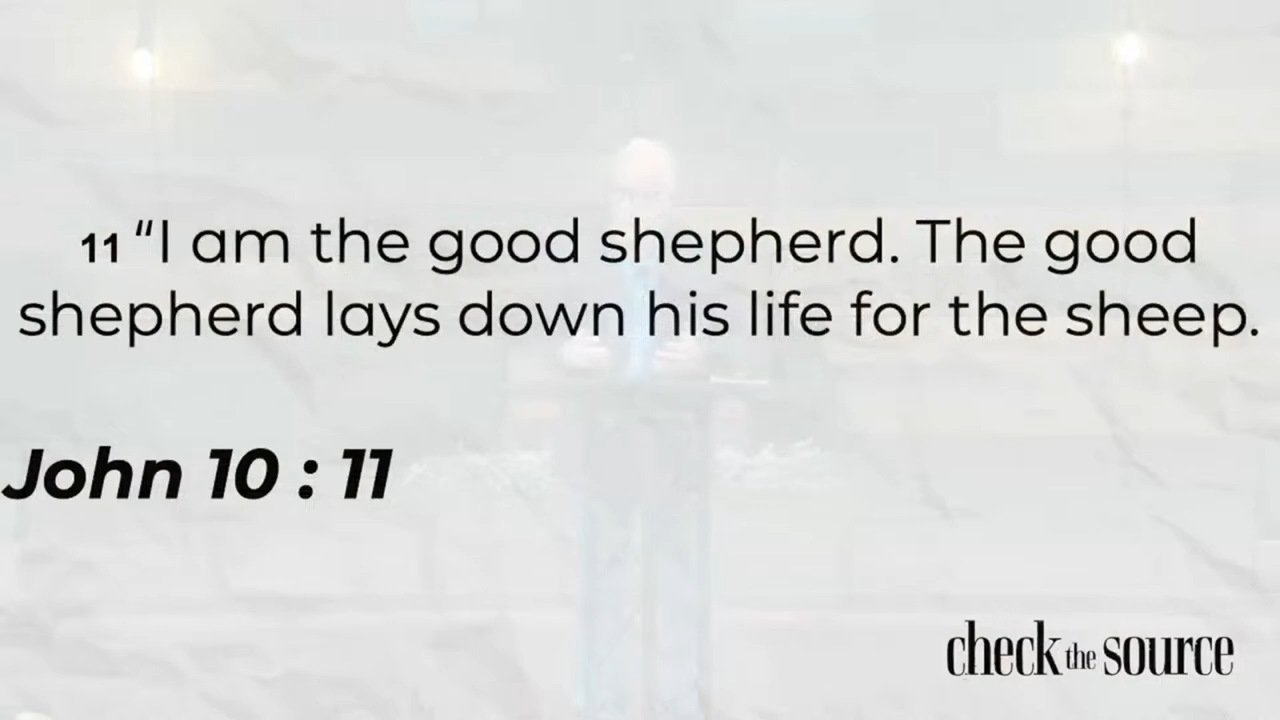 11 “I am the good shepherd. The good
shepherd lays down his life for the sheep.
John 10 : 11
check the source